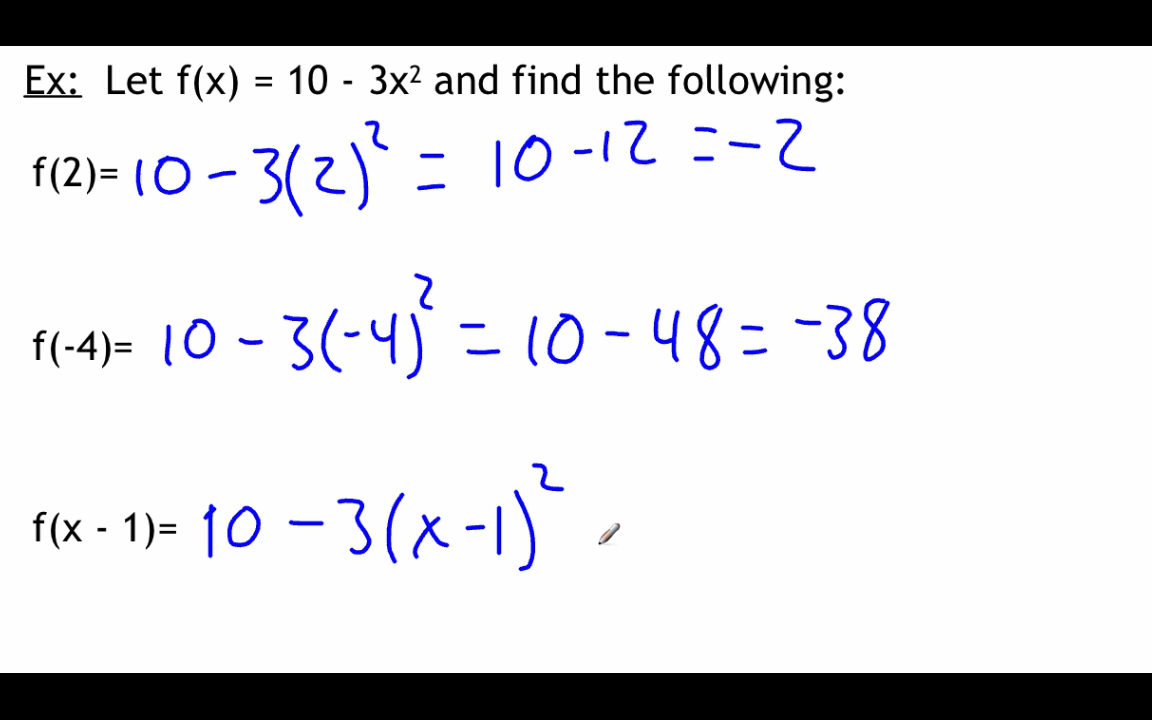 Ex: Let f(x) = 10 - 3x² and find the following:
f(2)= 10 - 3(2)² = 10 - 12 = -2
f(-4)= 10 - 3(-4)² = 10 - 48 = -38
f(x - 1)= 10 - 3(x - 1)²